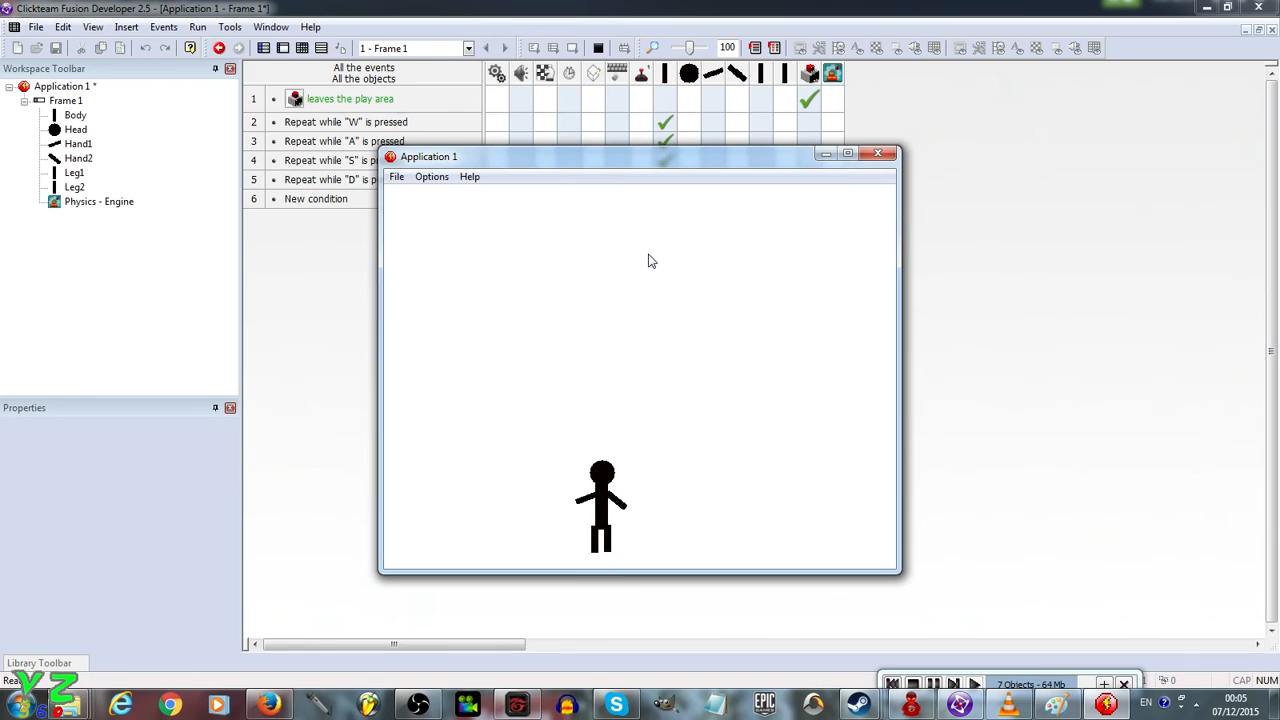 Clickteam Fusion Developer 2.5 - [Application 1 - Frame 1*]
File Edit View Insert Events Run Tools Window Help
1 - Frame 1
100
Workspace Toolbar
Application 1 *
Frame 1
Body
Head
Hand1
Hand2
Leg1
Leg2
Physics - Engine
Properties
Library Toolbar
All the events
All the objects
1 • leaves the play area
2 • Repeat while "W" is pressed
3 • Repeat while "A" is pressed
4 • Repeat while "S" is p
5 • Repeat while "D" is p
6 • New condition
Application 1
File Options Help
7 Objects - 64 Mb
0
CAP NUM
YZ
EPIC GAMES
EN
00:05
07/12/2015